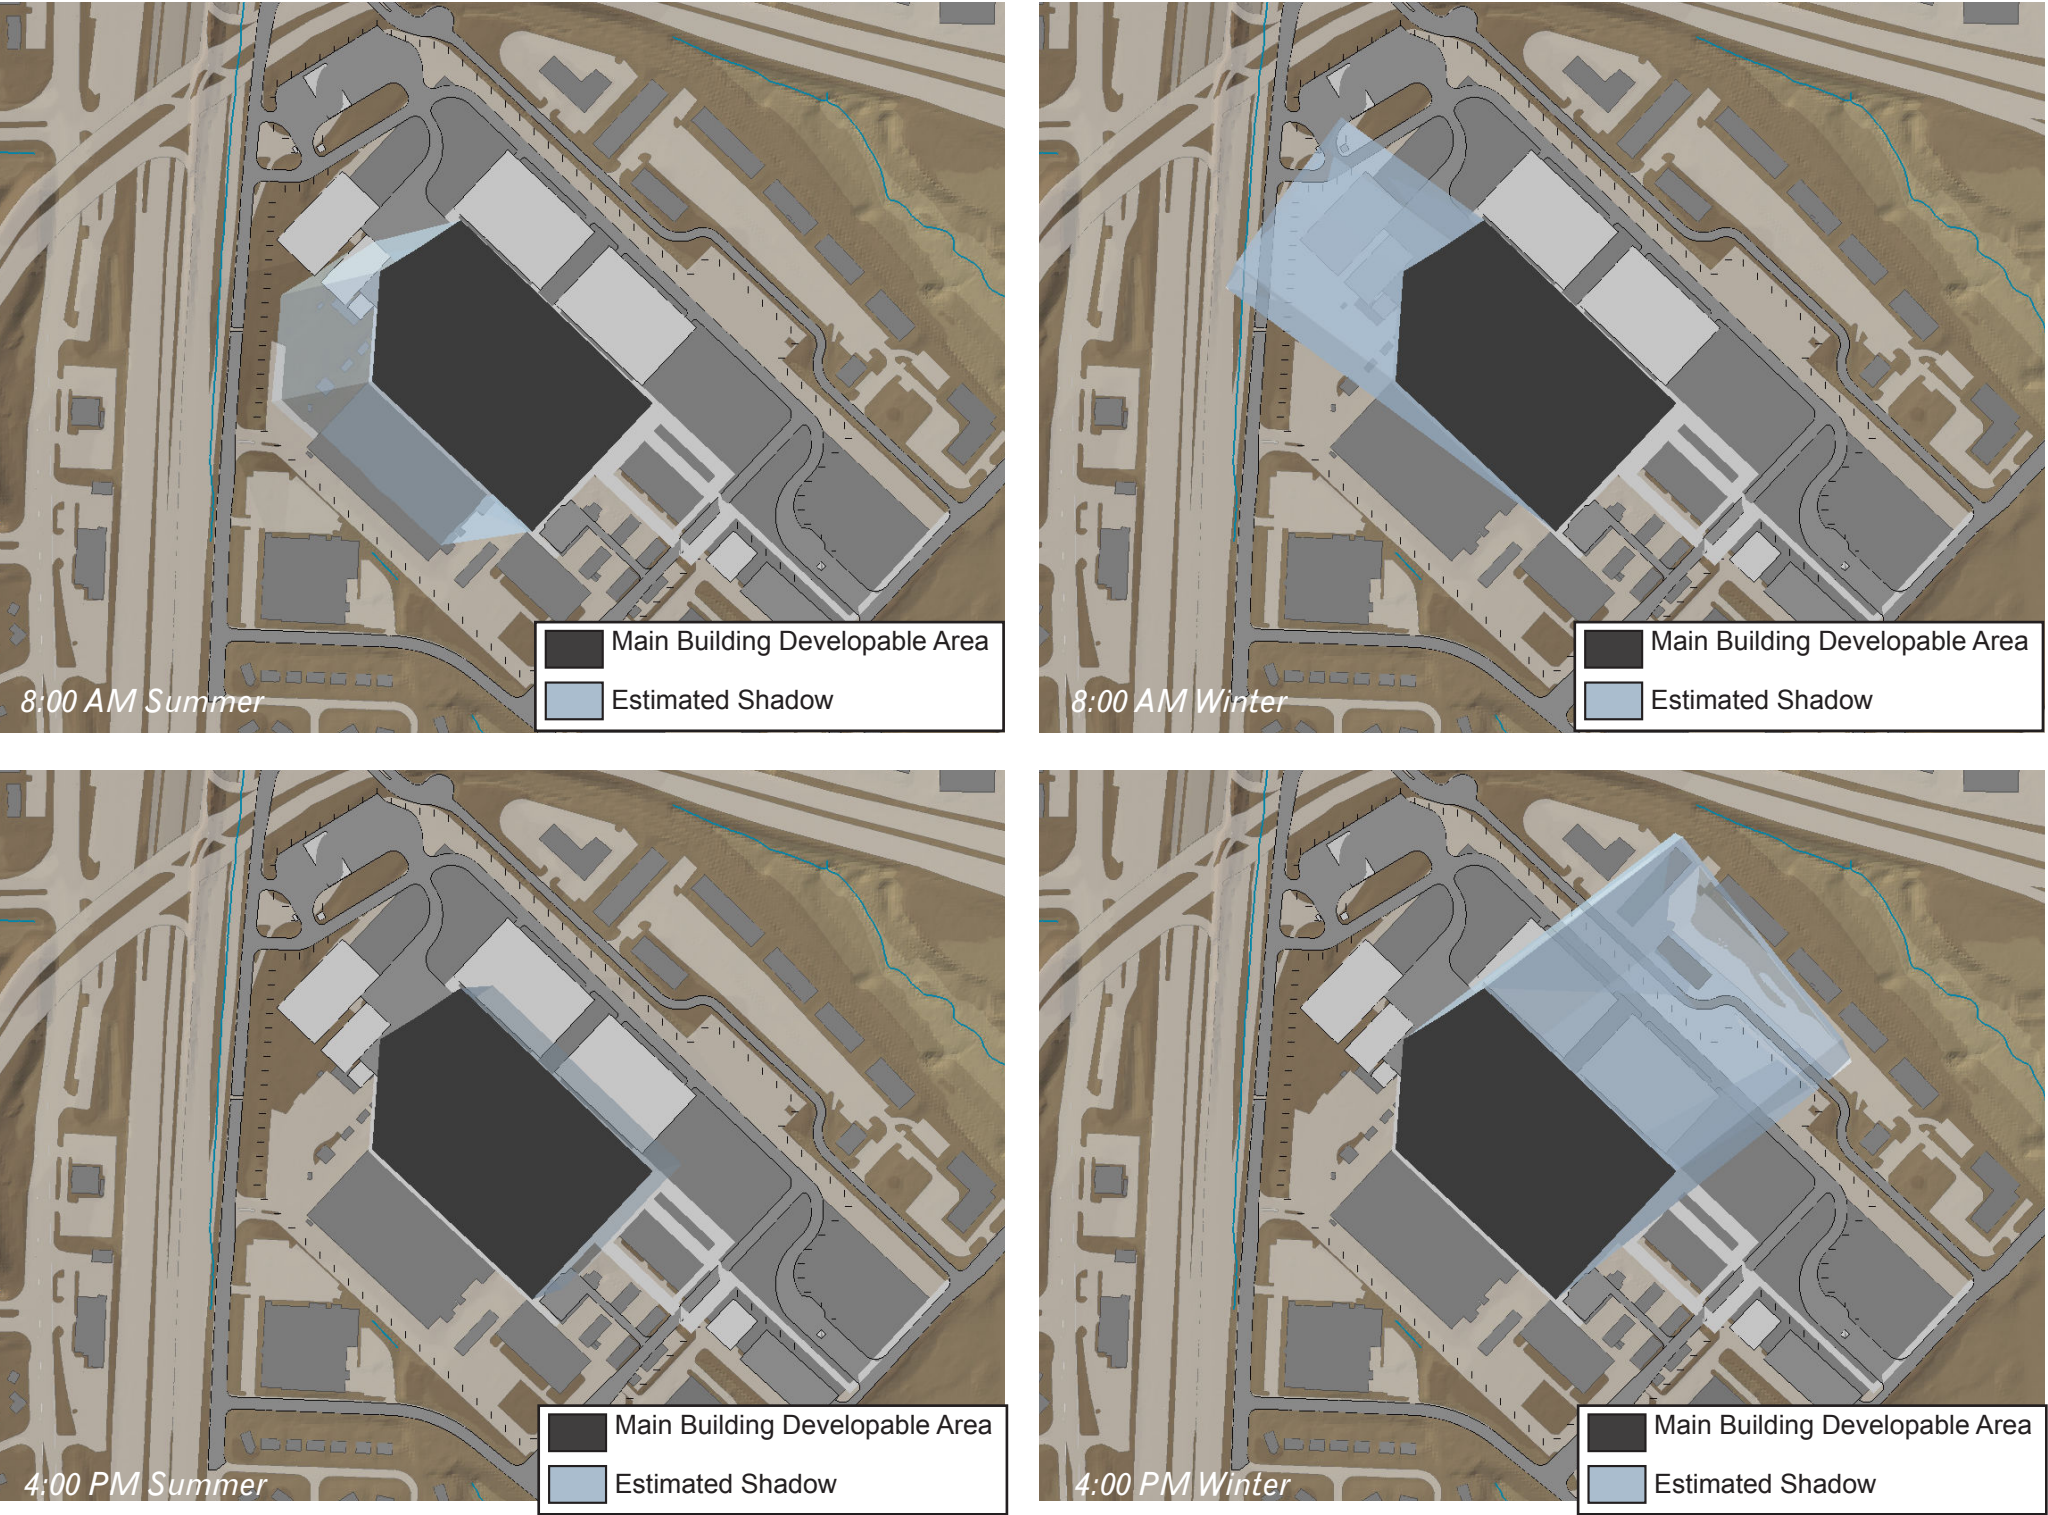 Main Building Developable Area
Estimated Shadow
8:00 AM Summer
Main Building Developable Area
Estimated Shadow
8:00 AM Winter
Main Building Developable Area
Estimated Shadow
4:00 PM Summer
Main Building Developable Area
Estimated Shadow
4:00 PM Winter